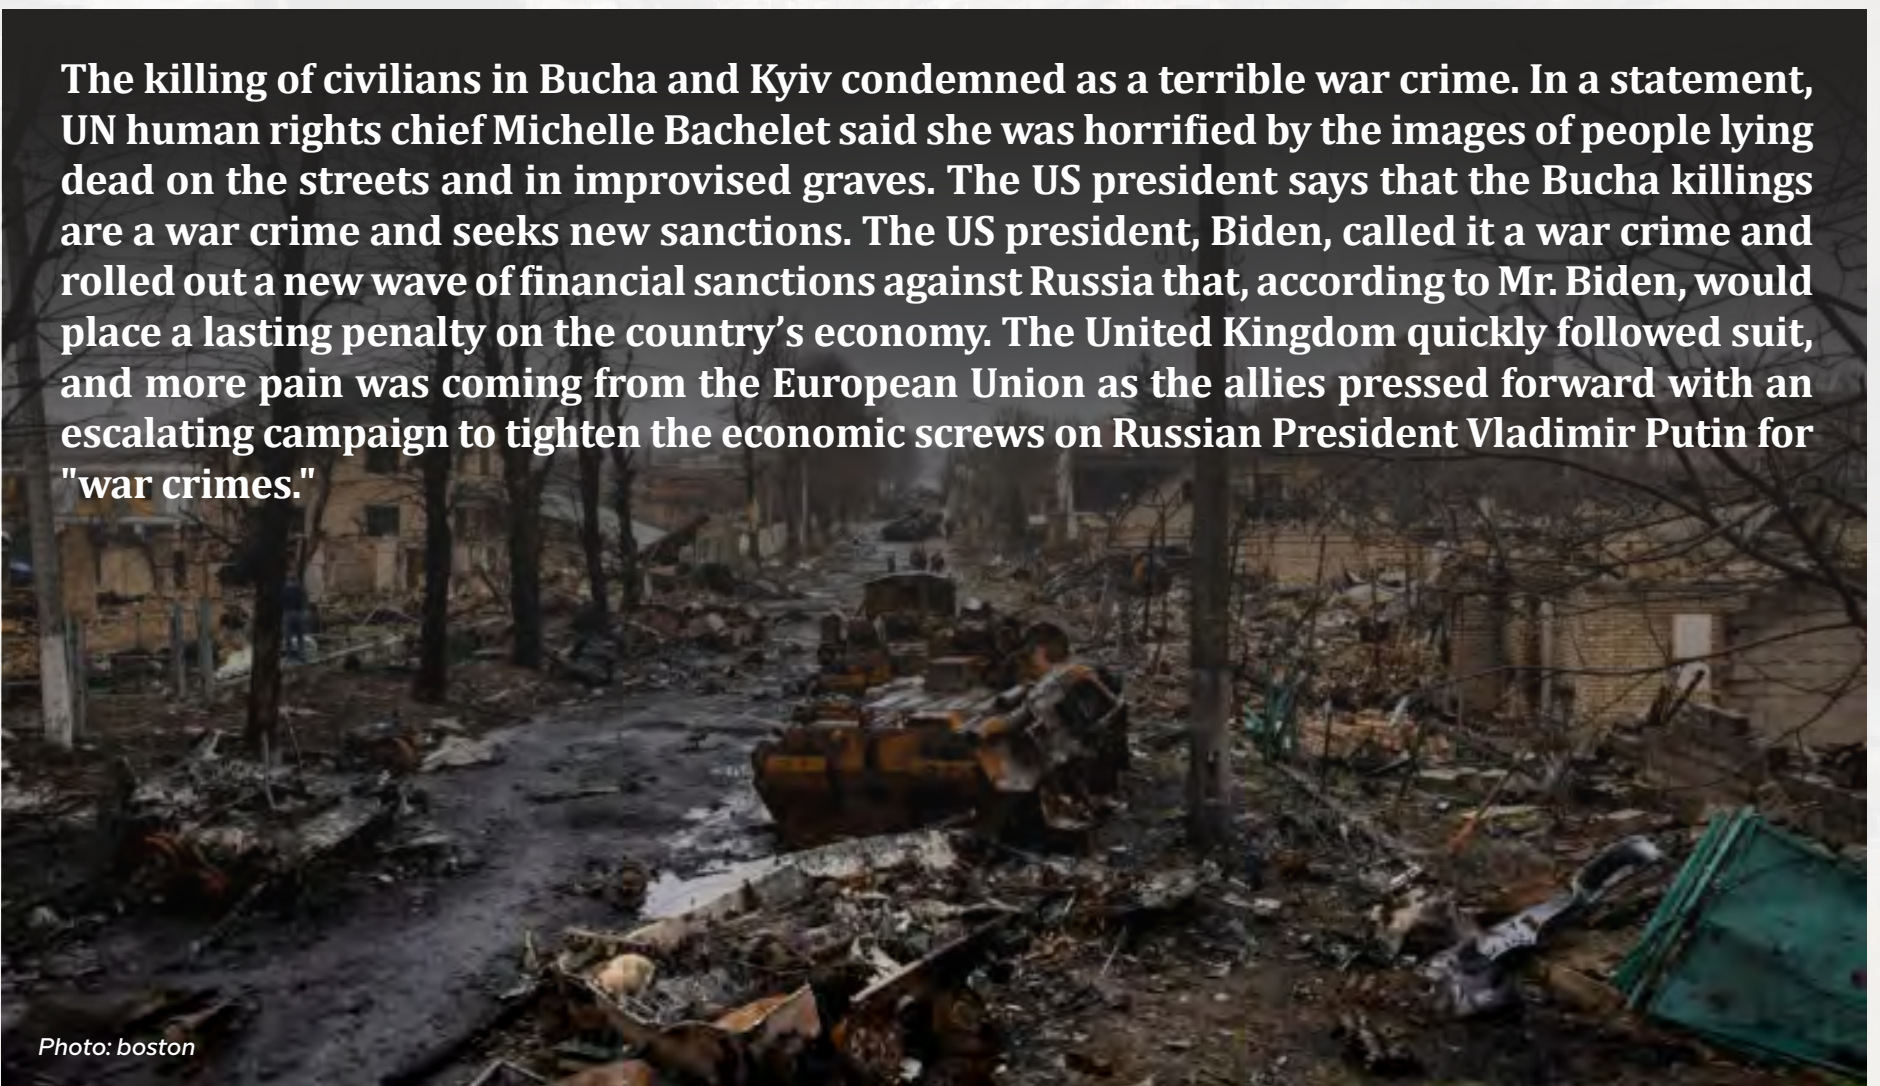 The killing of civilians in Bucha and Kyiv condemned as a terrible war crime. In a statement,
UN human rights chief Michelle Bachelet said she was horrified by the images of people lying
dead on the streets and in improvised graves. The US president says that the Bucha killings
are a war crime and seeks new sanctions. The US president, Biden, called it a war crime and
rolled out a new wave of financial sanctions against Russia that, according to Mr. Biden, would
place a lasting penalty on the country’s economy. The United Kingdom quickly followed suit,
and more pain was coming from the European Union as the allies pressed forward with an
escalating campaign to tighten the economic screws on Russian President Vladimir Putin for
"war crimes."
Photo: boston